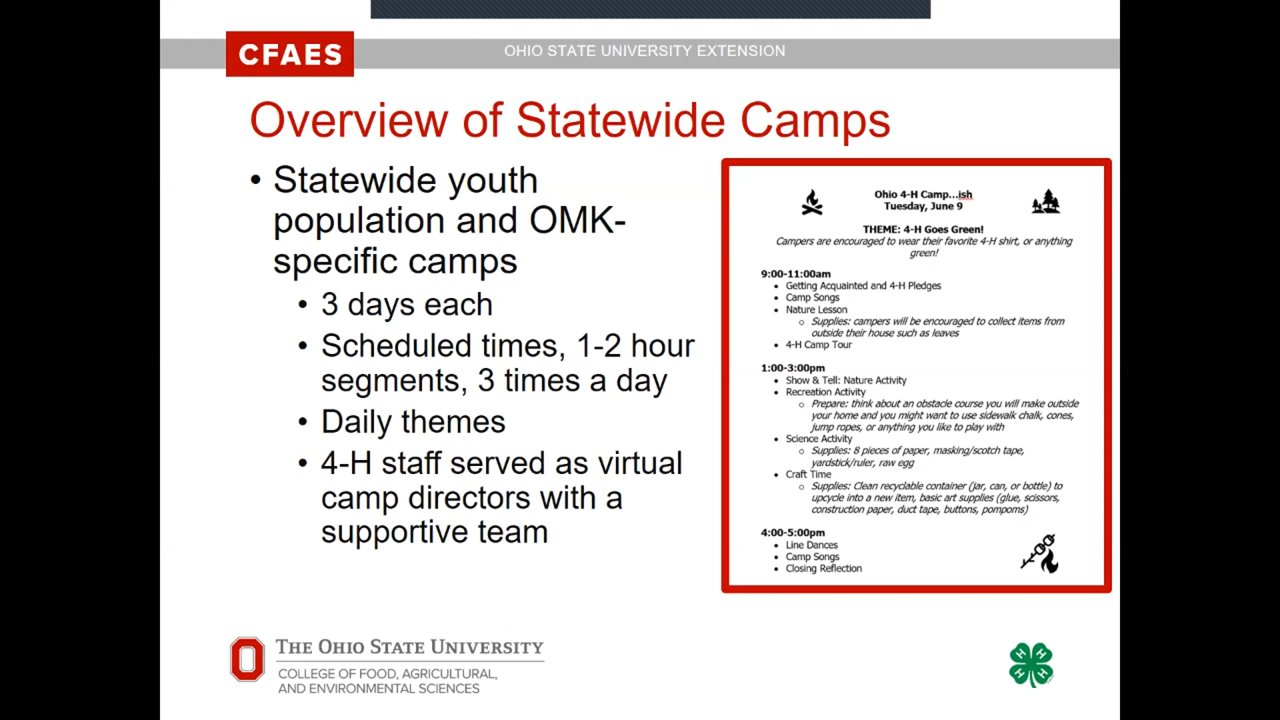 CFAES
OHIO STATE UNIVERSITY EXTENSION
Overview of Statewide Camps
• Statewide youth
population and OMK-
specific camps
• 3 days each
• Scheduled times, 1-2 hour
segments, 3 times a day
• Daily themes
• 4-H staff served as virtual
camp directors with a
supportive team
Ohio 4-H Camp...ish
Tuesday, June 9
THEME: 4-H Goes Green!
Campers are encouraged to wear their favorite 4-H shirt, or anything
green!
9:00-11:00am
• Getting Acquainted and 4-H Pledges
• Camp Songs
• Nature Lesson
o Supplies: campers will be encouraged to collect items from
outside their house such as leaves
• 4-H Camp Tour
1:00-3:00pm
• Show & Tell: Nature Activity
• Recreation Activity
o Prepare: think about an obstacle course you will make outside
your home and you might want to use sidewalk chalk, cones,
jump ropes, or anything you like to play with
• Science Activity
o Supplies: 8 pieces of paper, masking/scotch tape,
yardstick/ruler, raw egg
• Craft Time
o Supplies: Clean recyclable container (jar, can, or bottle) to
upcycle into a new item, basic art supplies (glue, scissors,
construction paper, duct tape, buttons, pompoms)
4:00-5:00pm
• Line Dances
• Camp Songs
• Closing Reflection
THE OHIO STATE UNIVERSITY
COLLEGE OF FOOD, AGRICULTURAL,
AND ENVIRONMENTAL SCIENCES
H H H H